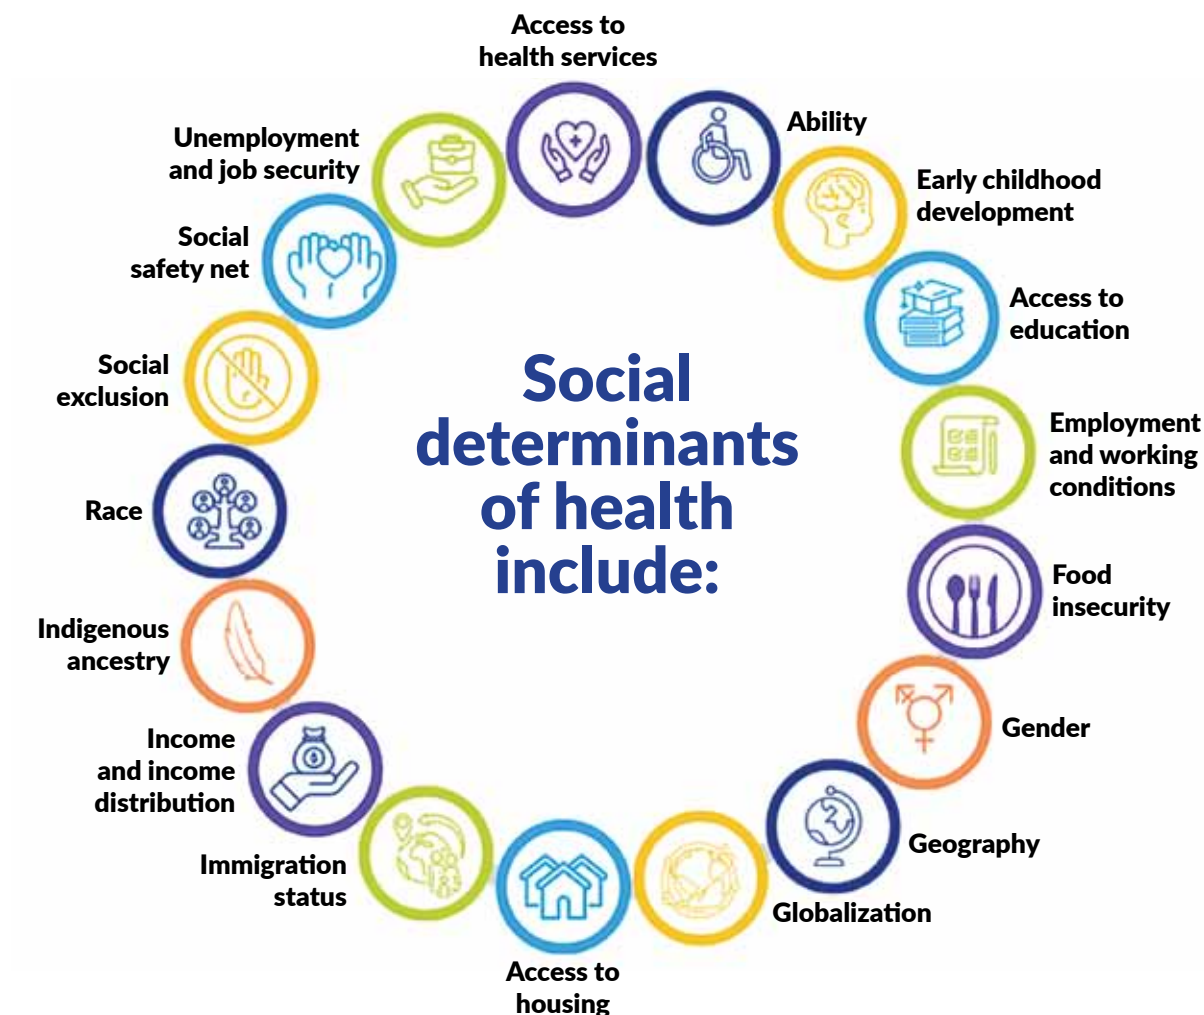 Access to
health services
Ability
Early childhood
development
Access to
education
Employment
and working
conditions
Food
insecurity
Gender
Geography
Globalization
Access to
housing
Immigration
status
Income
and income
distribution
Indigenous
ancestry
Race
Social
exclusion
Social
safety net
Unemployment
and job security
Social
determinants
of health
include: